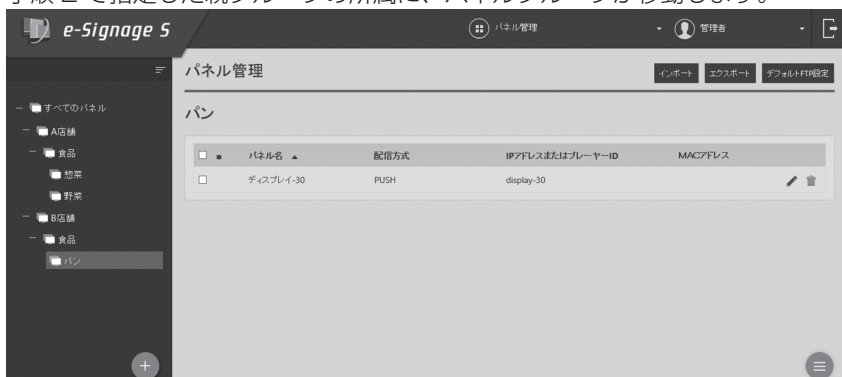 手順 2 で指定した親グループの所属に、パネルグループが移動します。
e-Signage S
パネル管理
管理者
パネル管理
インポート エクスポート デフォルトFTP設定
すべてのパネル
A店舗
食品
惣菜
野菜
B店舗
食品
パン
パン
* パネル名 ▲ 配信方式 IPアドレスまたはプレーヤーID MACアドレス
ディスプレイ-30 PUSH display-30